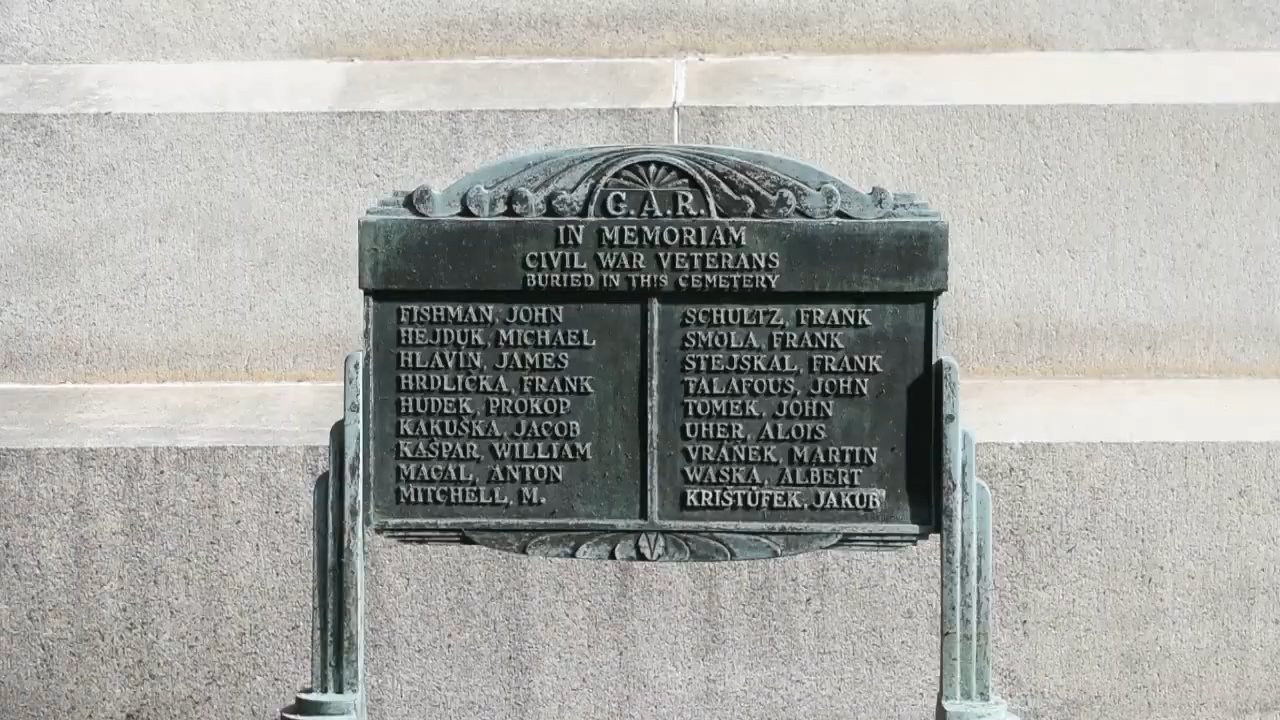 G.A.R.
IN MEMORIAM
CIVIL WAR VETERANS
BURIED IN THIS CEMETERY
FISHMAN, JOHN
HEJDUK, MICHAEL
HLAVIN, JAMES
HRDLIČKA, FRANK
HUDEK, PROKOP
KAKUŠKA, JACOB
KAŠPAR, WILLIAM
MACAL, ANTON
MITCHELL, M.
SCHULTZ, FRANK
SMOLA, FRANK
STEJSKAL, FRANK
TALAFOUS, JOHN
TOMEK, JOHN
UHER, ALOIS
VRÁNEK, MARTIN
WASKA, ALBERT
KRIŠTŮFEK, JAKUB